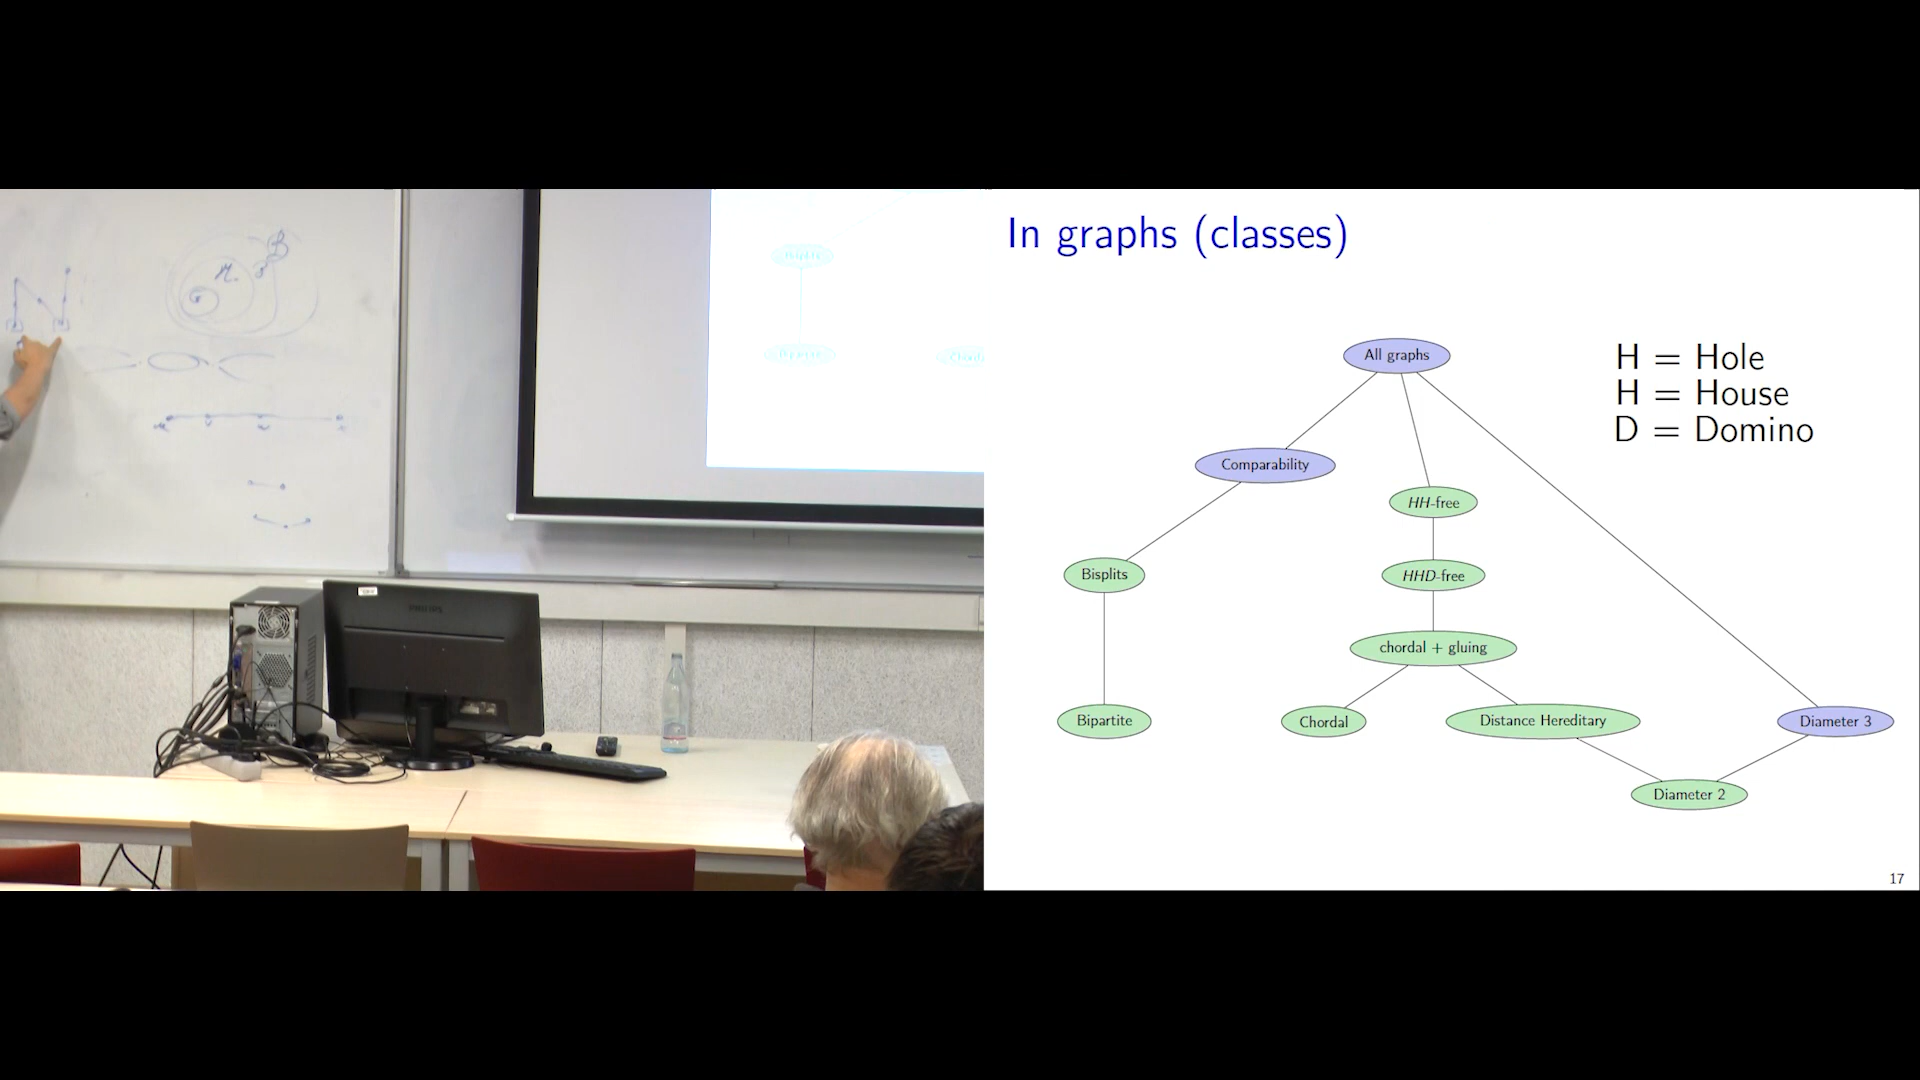 In graphs (classes)
All graphs
H = Hole
H = House
D = Domino
Comparability
HH-free
Bisplits
HHD-free
chordal + gluing
Bipartite
Chordal
Distance Hereditary
Diameter 3
Diameter 2
17